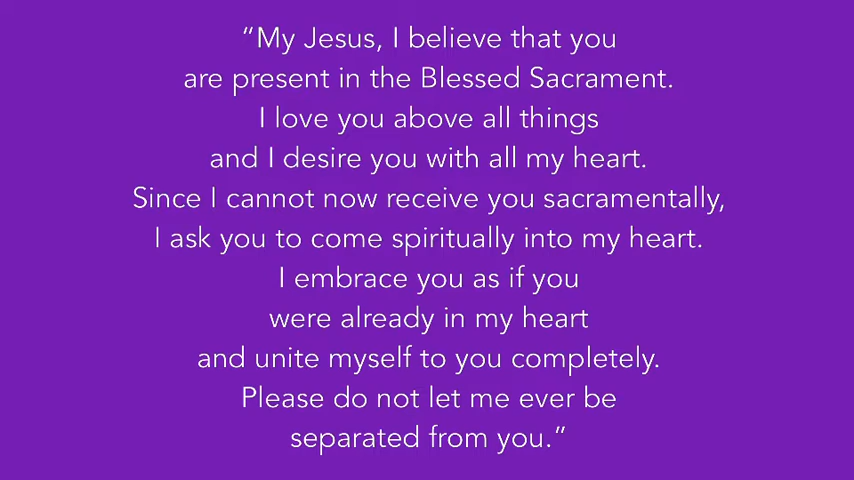 “My Jesus, I believe that you
are present in the Blessed Sacrament.
I love you above all things
and I desire you with all my heart.
Since I cannot now receive you sacramentally,
I ask you to come spiritually into my heart.
I embrace you as if you
were already in my heart
and unite myself to you completely.
Please do not let me ever be
separated from you.”